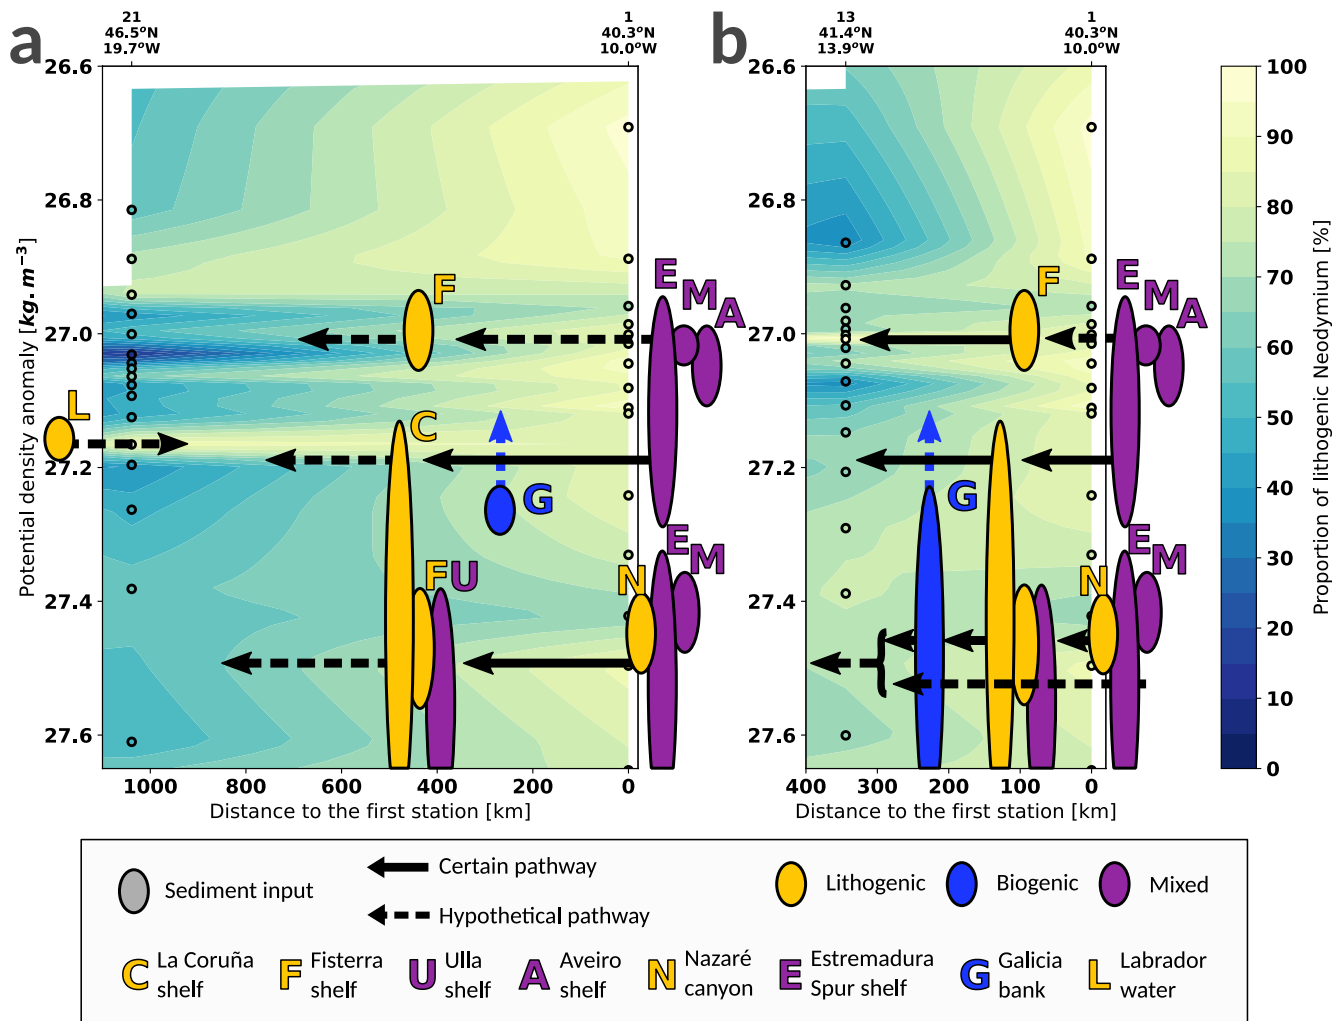 a
21
46.5°N
19.7°W
1
40.3°N
10.0°W
b
13
41.4°N
13.9°W
1
40.3°N
10.0°W
26.6
26.8
27.0
27.2
27.4
27.6
Potential density anomaly [kg. m⁻³]
1000 800 600 400 200 0
Distance to the first station [km]
L
F
C
G
F U
N
E
M
A
E
M
26.6
26.8
27.0
27.2
27.4
27.6
400 300 200 100 0
Distance to the first station [km]
F
G
N
E
M
A
E
M
100
90
80
70
60
50
40
30
20
10
0
Proportion of lithogenic Neodymium [%]
Sediment input
Certain pathway
Hypothetical pathway
Lithogenic
Biogenic
Mixed
C La Coruña
shelf
F Fisterra
shelf
U Ulla
shelf
A Aveiro
shelf
N Nazaré
canyon
E Estremadura
Spur shelf
G Galicia
bank
L Labrador
water